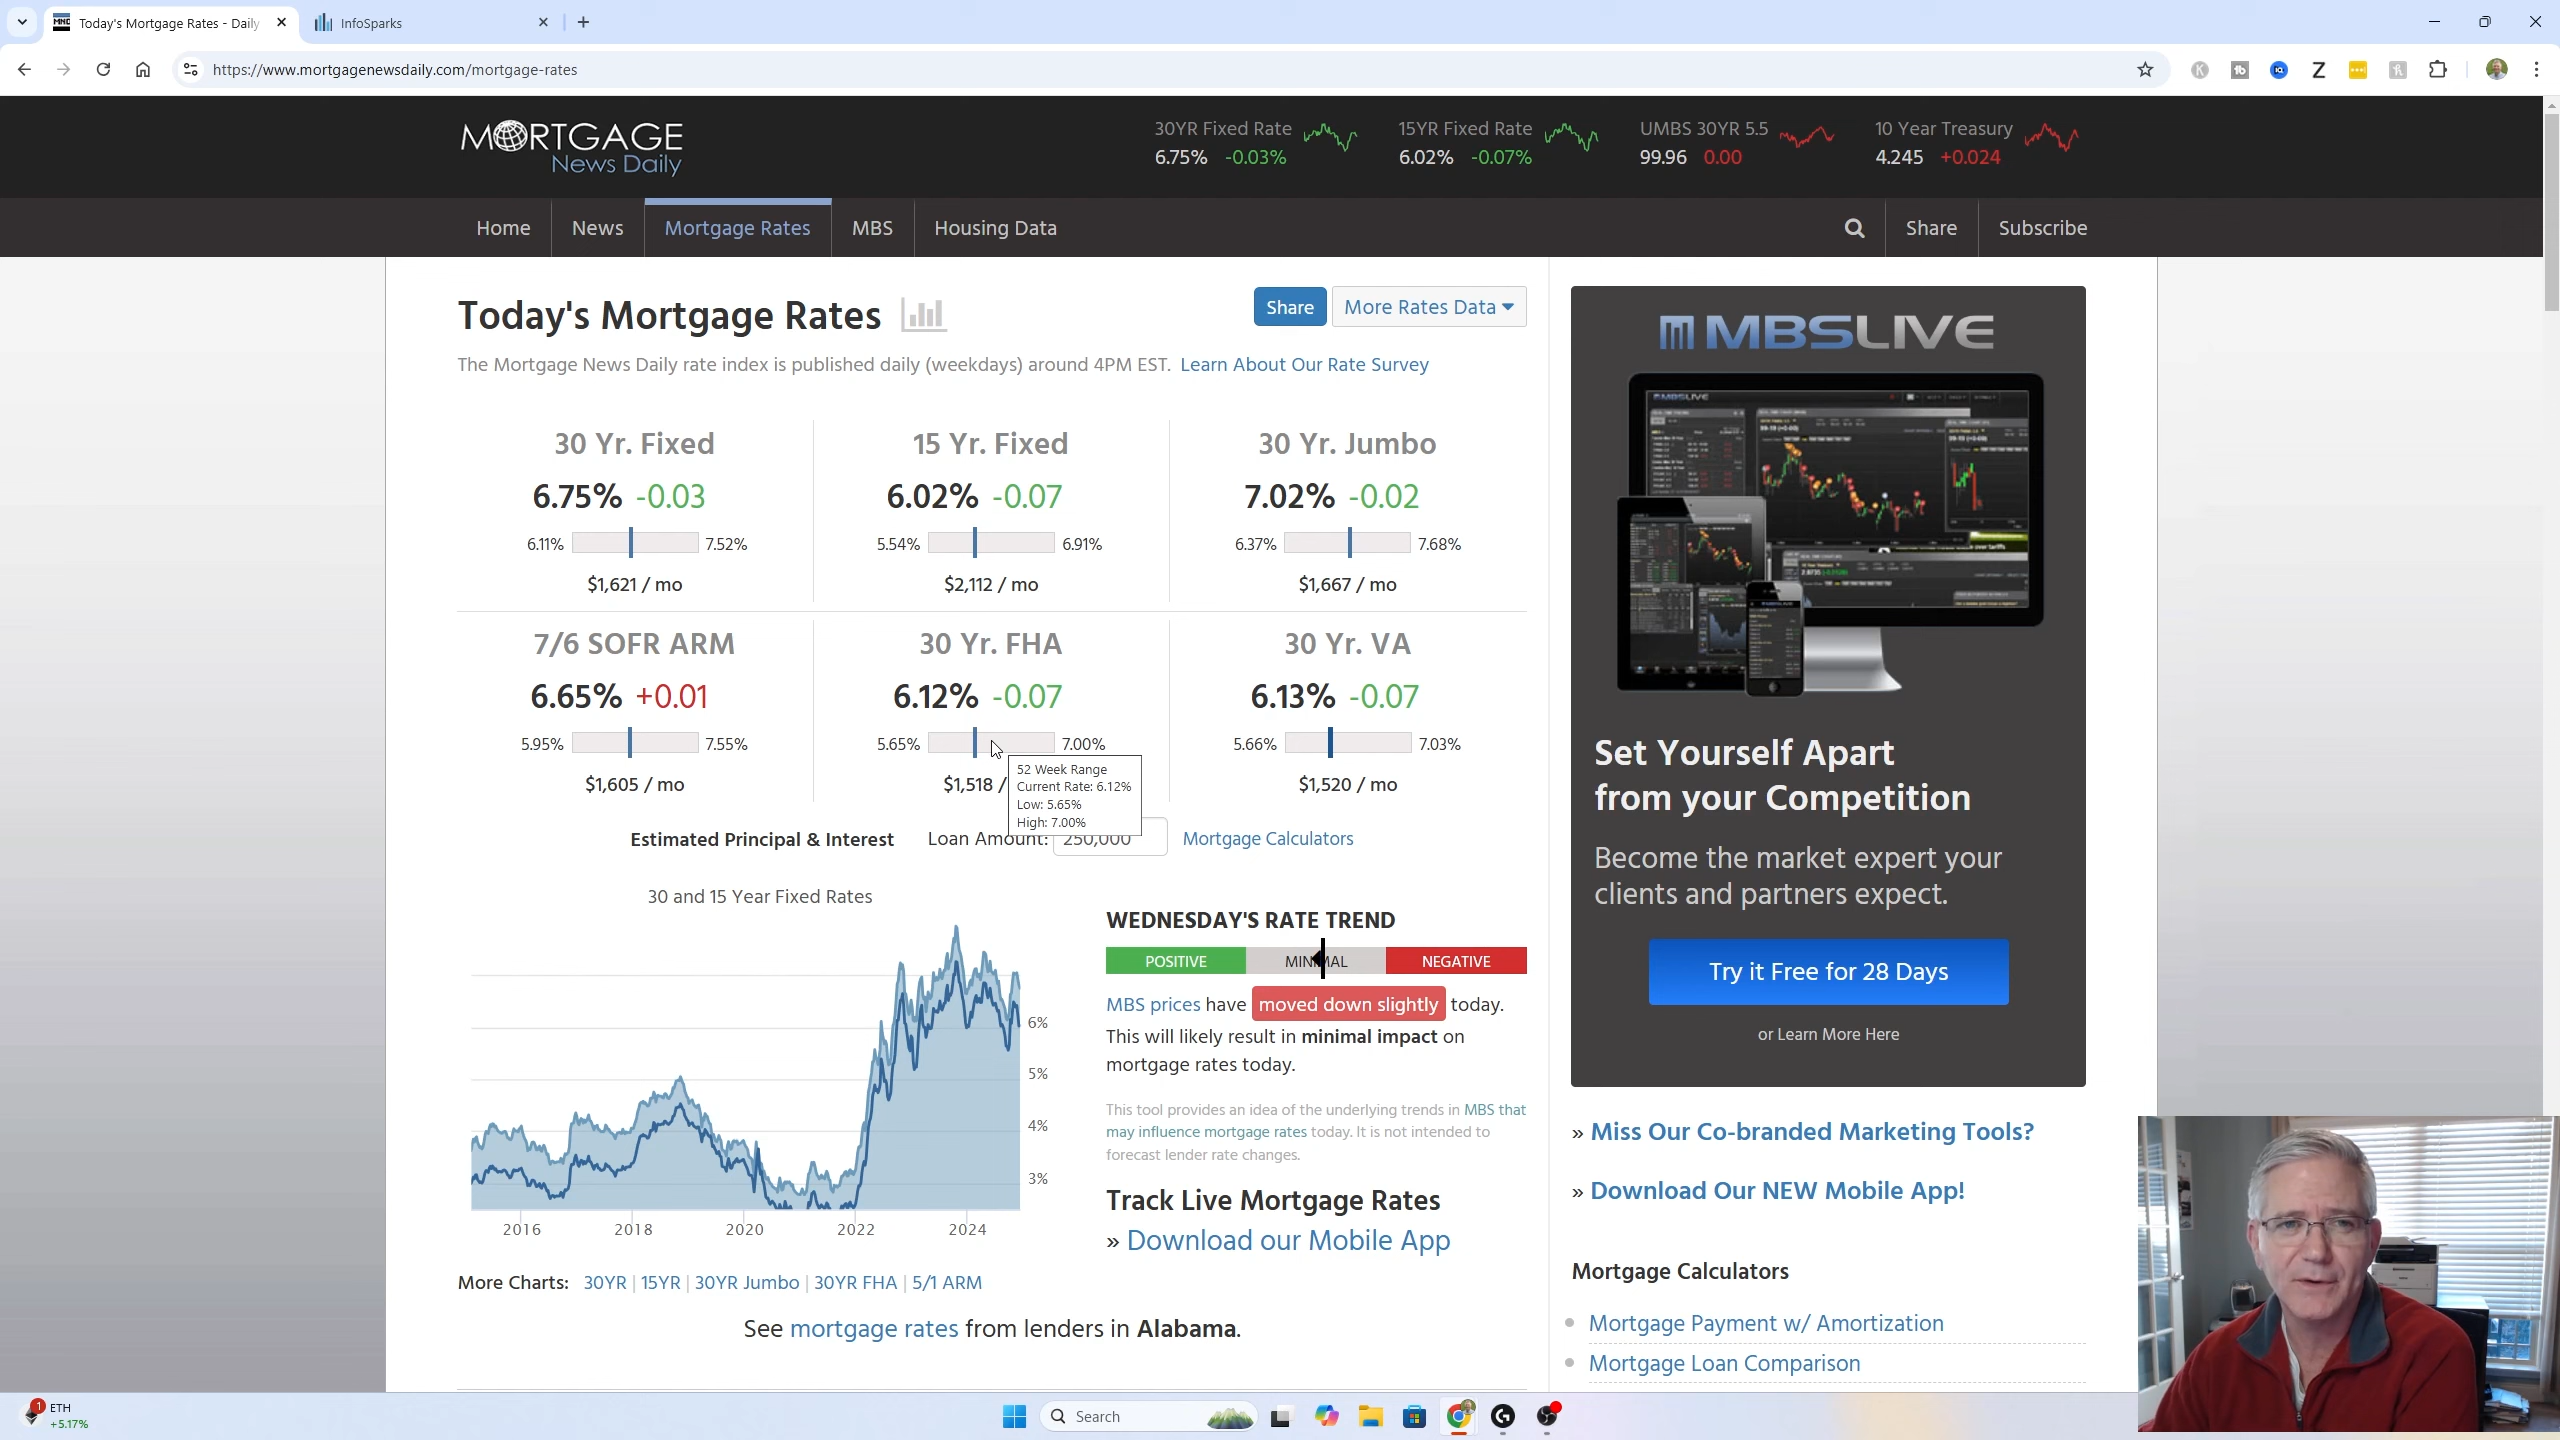 Today's Mortgage Rates - Daily
InfoSparks
https://www.mortgagenewsdaily.com/mortgage-rates
MORTGAGE
News Daily
30YR Fixed Rate
6.75% -0.03%
15YR Fixed Rate
6.02% -0.07%
UMBS 30YR 5.5
99.96 0.00
10 Year Treasury
4.245 +0.024
Home
News
Mortgage Rates
MBS
Housing Data
Share
Subscribe
Today's Mortgage Rates
Share
More Rates Data
The Mortgage News Daily rate index is published daily (weekdays) around 4PM EST. Learn About Our Rate Survey
30 Yr. Fixed
6.75% -0.03
6.11% 7.52%
$1,621 / mo
15 Yr. Fixed
6.02% -0.07
5.54% 6.91%
$2,112 / mo
30 Yr. Jumbo
7.02% -0.02
6.37% 7.68%
$1,667 / mo
7/6 SOFR ARM
6.65% +0.01
5.95% 7.55%
$1,605 / mo
30 Yr. FHA
6.12% -0.07
5.65% 7.00%
$1,518 /
52 Week Range
Current Rate: 6.12%
Low: 5.65%
High: 7.00%
30 Yr. VA
6.13% -0.07
5.66% 7.03%
$1,520 / mo
Estimated Principal & Interest
Loan Amount: 250,000
Mortgage Calculators
30 and 15 Year Fixed Rates
6%
5%
4%
3%
2016 2018 2020 2022 2024
More Charts: 30YR | 15YR | 30YR Jumbo | 30YR FHA | 5/1 ARM
WEDNESDAY'S RATE TREND
POSITIVE MINIMAL NEGATIVE
MBS prices have moved down slightly today.
This will likely result in minimal impact on
mortgage rates today.
This tool provides an idea of the underlying trends in MBS that
may influence mortgage rates today. It is not intended to
forecast lender rate changes.
Track Live Mortgage Rates
» Download our Mobile App
See mortgage rates from lenders in Alabama.
MBSLIVE
MBSLIVE
Set Yourself Apart
from your Competition
Become the market expert your
clients and partners expect.
Try it Free for 28 Days
or Learn More Here
» Miss Our Co-branded Marketing Tools?
» Download Our NEW Mobile App!
Mortgage Calculators
Mortgage Payment w/ Amortization
Mortgage Loan Comparison
1
ETH
+5.17%
Search